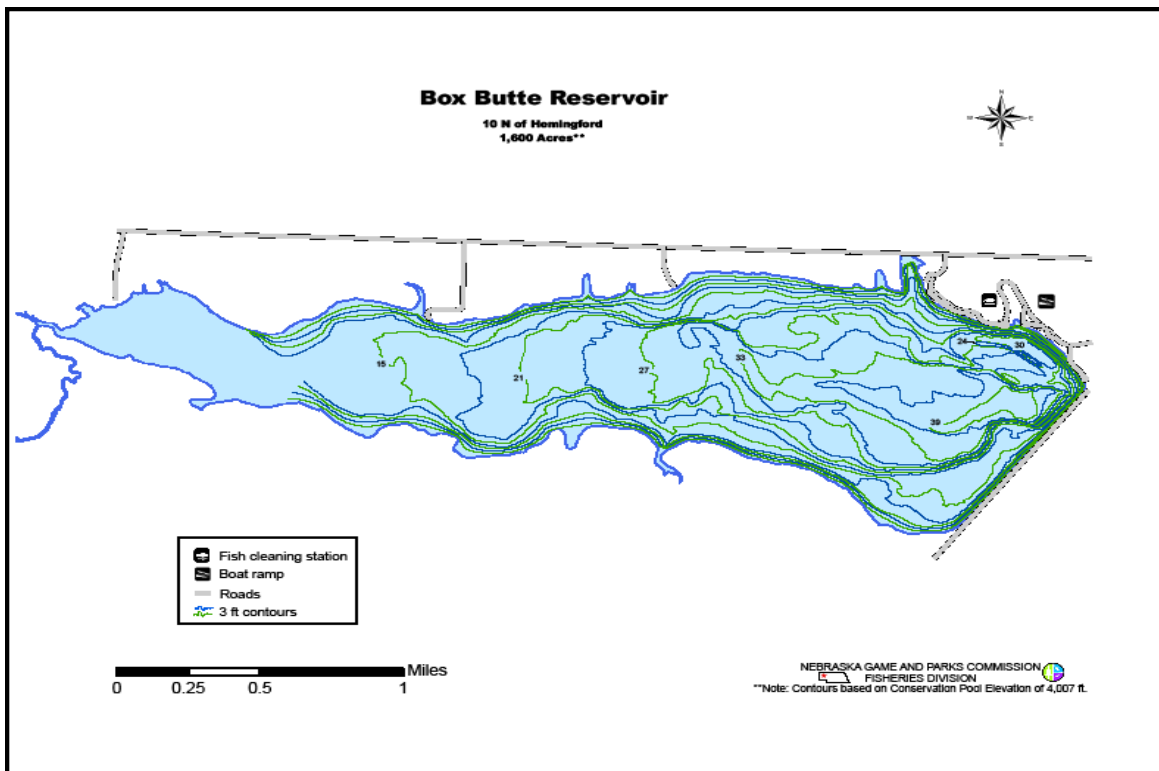 Box Butte Reservoir
10 N of Hemingford
1,600 Acres**
N
W
E
S
24
30
33
15
27
21
39
Fish cleaning station
Boat ramp
Roads
3 ft contours
Miles
0 0.25 0.5 1
NEBRASKA GAME AND PARKS COMMISSION
FISHERIES DIVISION
**Note: Contours based on Conservation Pool Elevation of 4,007 ft.